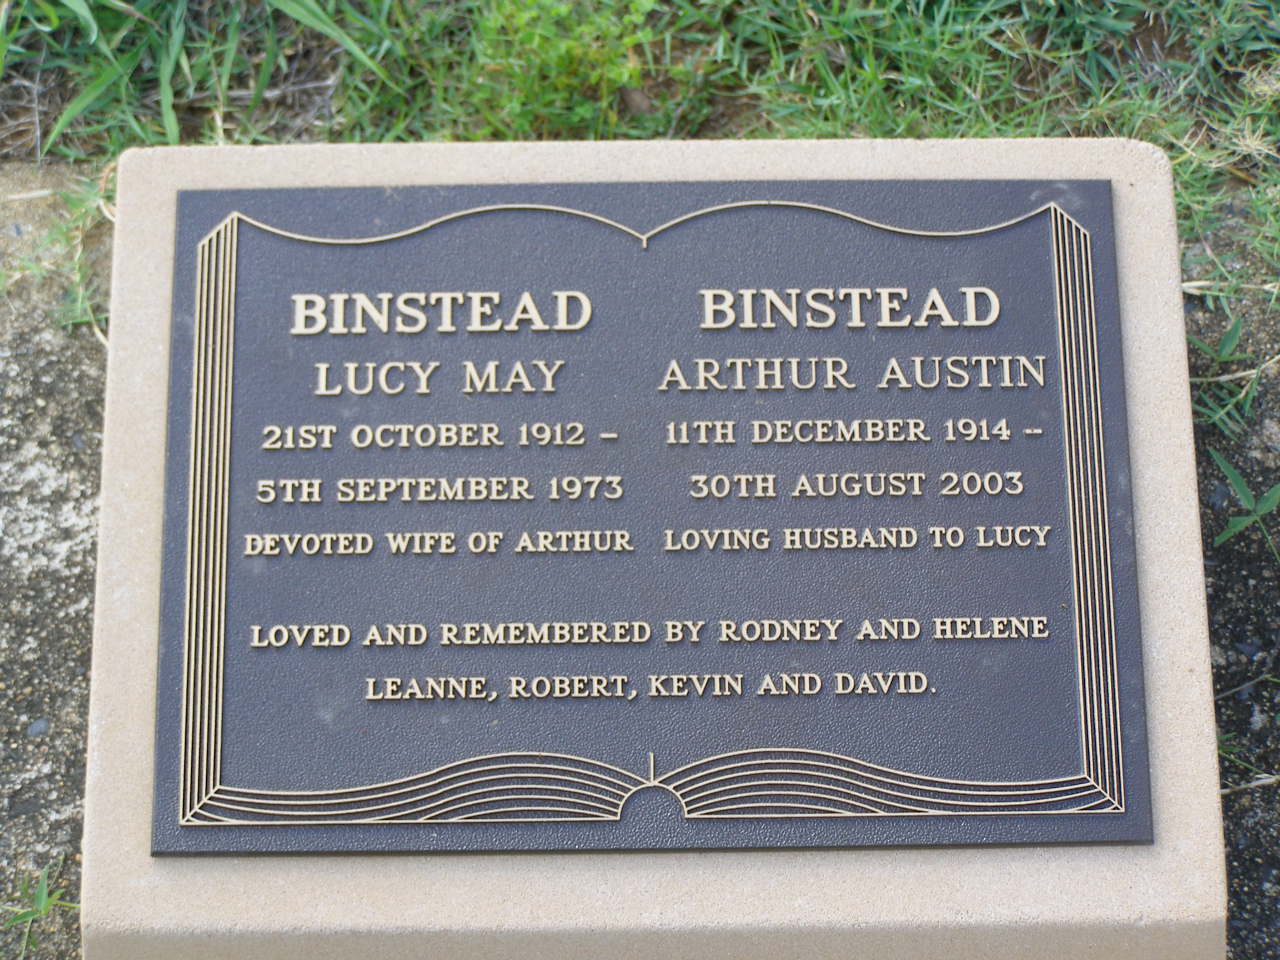 BINSTEAD
LUCY MAY
21ST OCTOBER 1912 –
5TH SEPTEMBER 1973
DEVOTED WIFE OF ARTHUR
BINSTEAD
ARTHUR AUSTIN
11TH DECEMBER 1914 --
30TH AUGUST 2003
LOVING HUSBAND TO LUCY
LOVED AND REMEMBERED BY RODNEY AND HELENE
LEANNE, ROBERT, KEVIN AND DAVID.